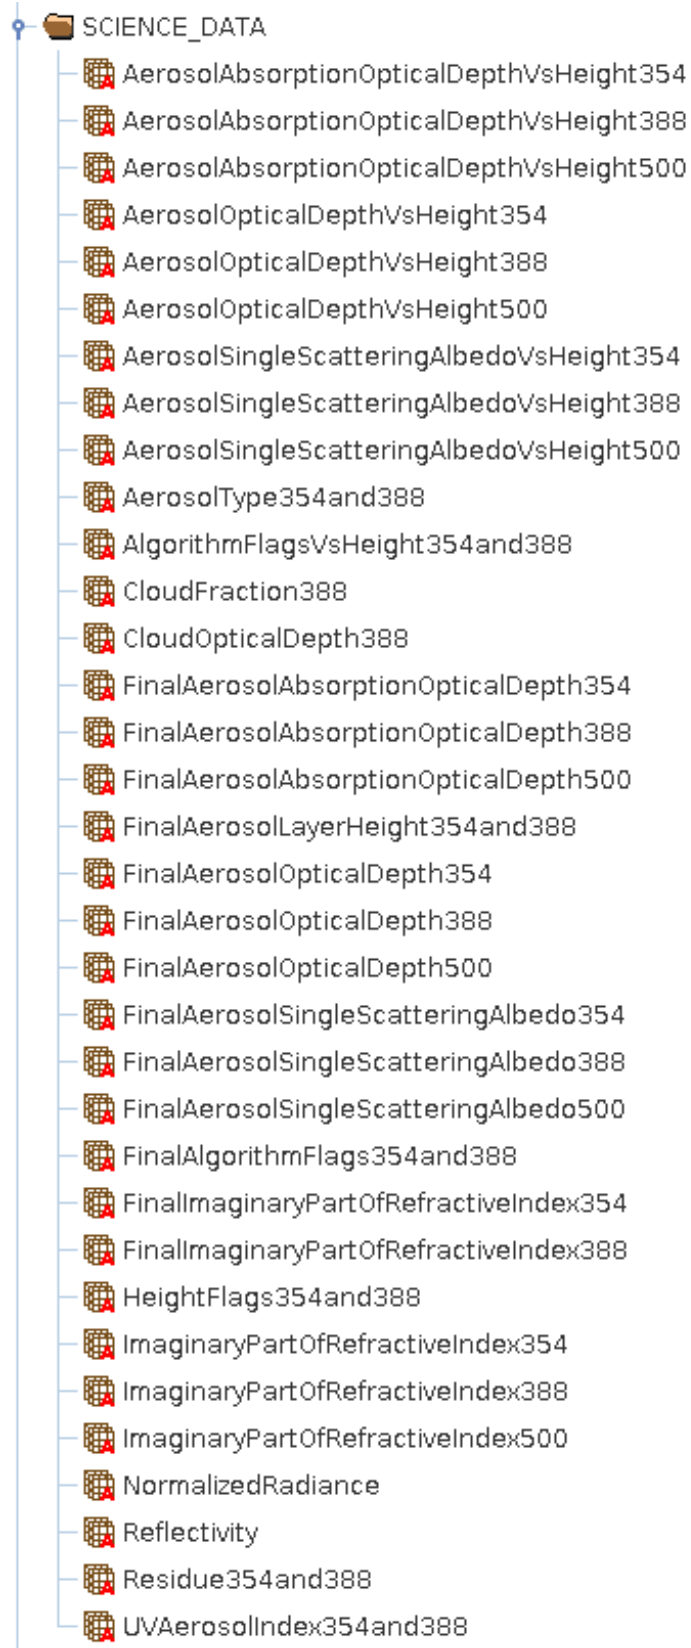 SCIENCE_DATA
AerosolAbsorptionOpticalDepthVsHeight354
AerosolAbsorptionOpticalDepthVsHeight388
AerosolAbsorptionOpticalDepthVsHeight500
AerosolOpticalDepthVsHeight354
AerosolOpticalDepthVsHeight388
AerosolOpticalDepthVsHeight500
AerosolSingleScatteringAlbedoVsHeight354
AerosolSingleScatteringAlbedoVsHeight388
AerosolSingleScatteringAlbedoVsHeight500
AerosolType354and388
AlgorithmFlagsVsHeight354and388
CloudFraction388
CloudOpticalDepth388
FinalAerosolAbsorptionOpticalDepth354
FinalAerosolAbsorptionOpticalDepth388
FinalAerosolAbsorptionOpticalDepth500
FinalAerosolLayerHeight354and388
FinalAerosolOpticalDepth354
FinalAerosolOpticalDepth388
FinalAerosolOpticalDepth500
FinalAerosolSingleScatteringAlbedo354
FinalAerosolSingleScatteringAlbedo388
FinalAerosolSingleScatteringAlbedo500
FinalAlgorithmFlags354and388
FinalImaginaryPartOfRefractiveIndex354
FinalImaginaryPartOfRefractiveIndex388
HeightFlags354and388
ImaginaryPartOfRefractiveIndex354
ImaginaryPartOfRefractiveIndex388
ImaginaryPartOfRefractiveIndex500
NormalizedRadiance
Reflectivity
Residue354and388
UVAerosolIndex354and388